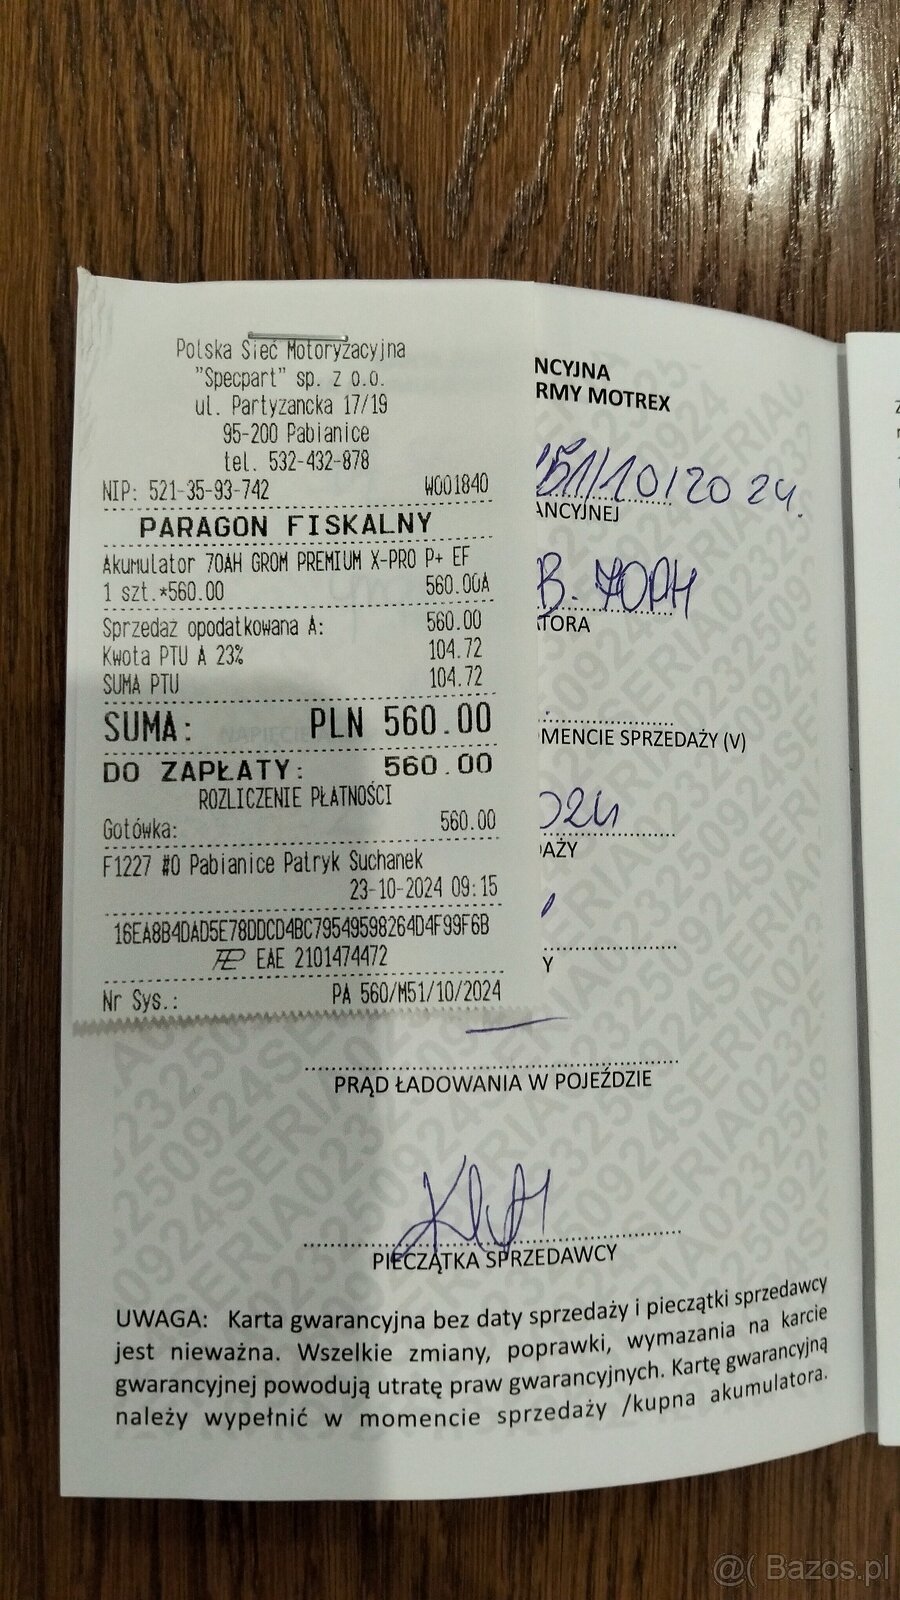 Polska Sieć Motoryzacyjna
"Specpart" sp. z o.o.
ul. Partyzancka 17/19
95-200 Pabianice
tel. 532-432-878
NIP: 521-35-93-742 W001840
PARAGON FISKALNY
Akumulator 70AH GROM PREMIUM X-PRO P+ EF
1 szt.*560.00 560.00A
Sprzedaż opodatkowana A: 560.00
Kwota PTU A 23% 104.72
SUMA PTU 104.72
SUMA: PLN 560.00
DO ZAPŁATY: 560.00
ROZLICZENIE PŁATNOŚCI
Gotówka: 560.00
F1227 #0 Pabianice Patryk Suchanek
23-10-2024 09:15
16EA8B4DAD5E78DDCD4BC79549598264D4F99F6B
EAE 2101474472
Nr Sys.: PA 560/M51/10/2024
NCYJNA
RMY MOTREX
51/10/2024.
ANCYJNEJ
TORA
MENCIE SPRZEDAŻY (V)
024
DAŻY
Y
PRĄD ŁADOWANIA W POJEŹDZIE
PIECZĄTKA SPRZEDAWCY
UWAGA: Karta gwarancyjna bez daty sprzedaży i pieczątki sprzedawcy
jest nieważna. Wszelkie zmiany, poprawki, wymazania na karcie
gwarancyjnej powodują utratę praw gwarancyjnych. Kartę gwarancyjną
należy wypełnić w momencie sprzedaży /kupna akumulatora.
@( Bazos.pl